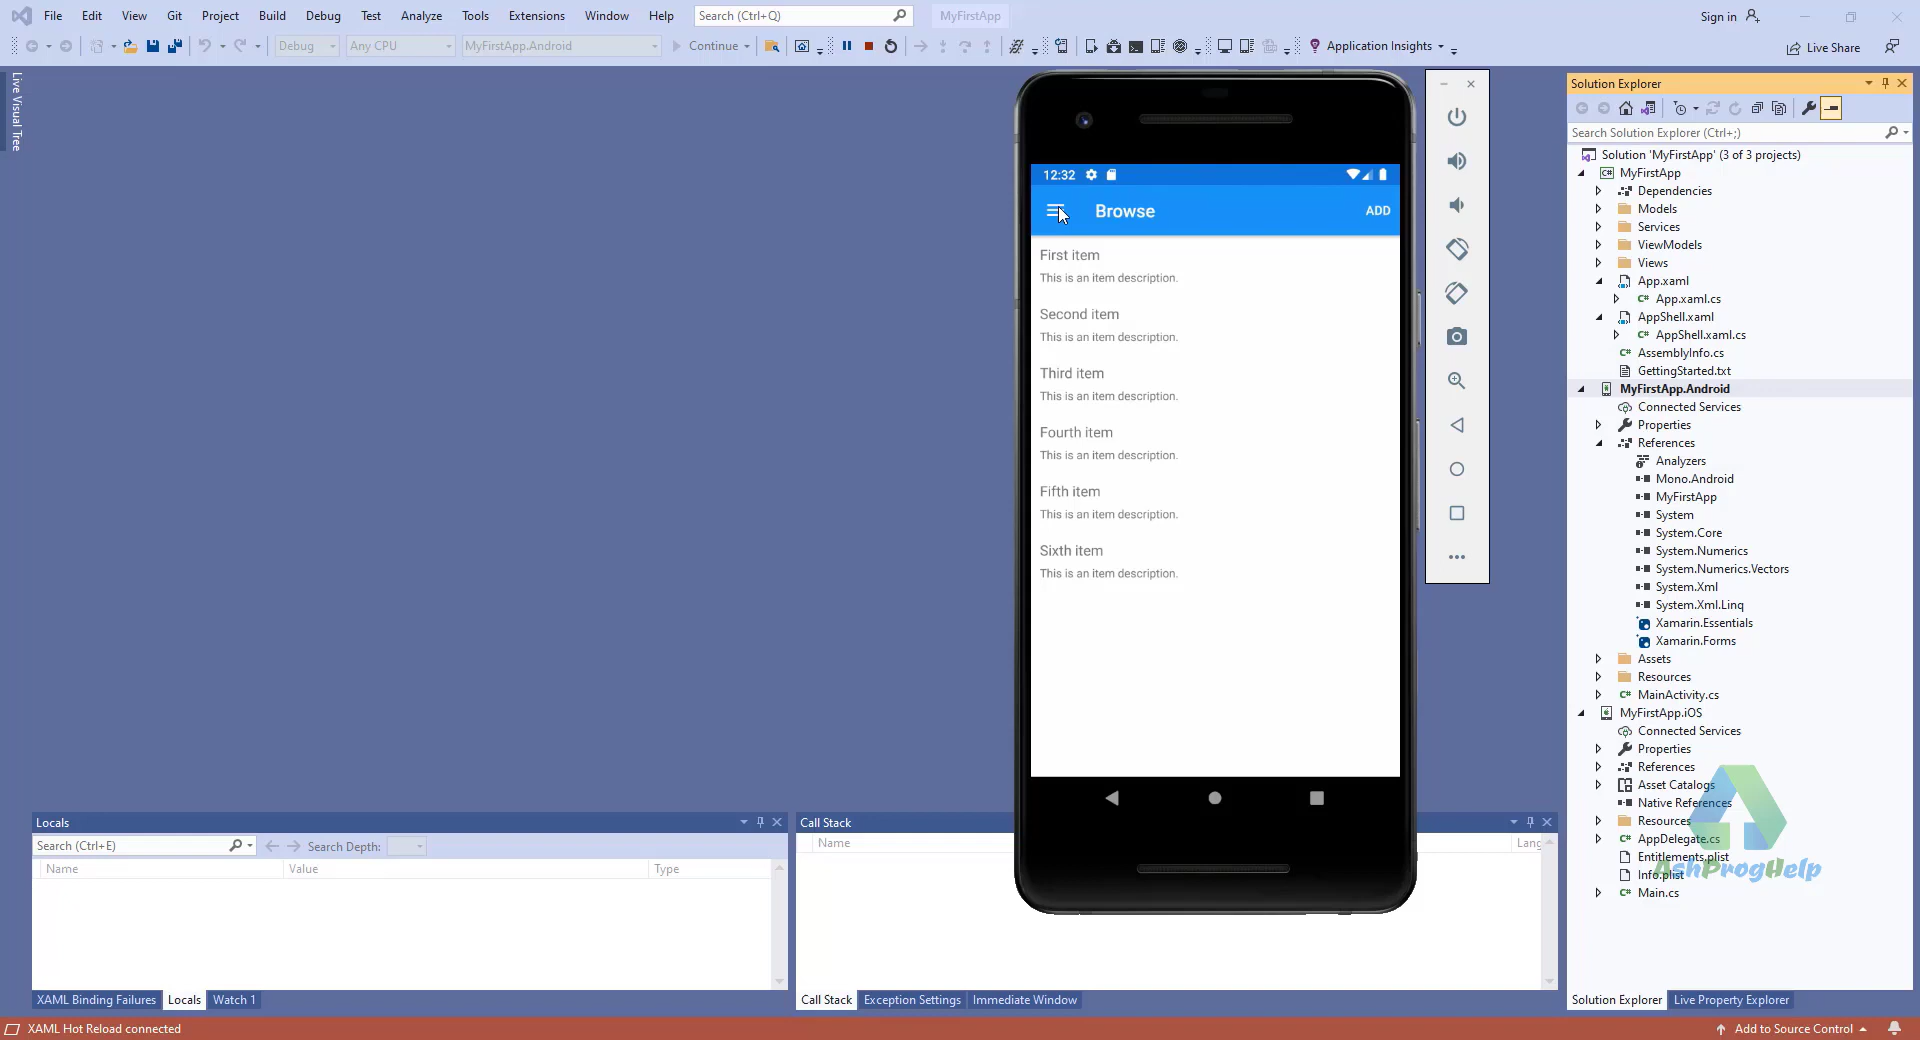 File Edit View Git Project Build Debug Test Analyze Tools Extensions Window Help Search (Ctrl+Q) MyFirstApp Sign in
Debug Any CPU MyFirstApp.Android Continue Application Insights Live Share
Live Visual Tree
12:32
Browse ADD
First item
This is an item description.
Second item
This is an item description.
Third item
This is an item description.
Fourth item
This is an item description.
Fifth item
This is an item description.
Sixth item
This is an item description.
Solution Explorer
Search Solution Explorer (Ctrl+;)
Solution 'MyFirstApp' (3 of 3 projects)
C# MyFirstApp
Dependencies
Models
Services
ViewModels
Views
App.xaml
C# App.xaml.cs
AppShell.xaml
C# AppShell.xaml.cs
C# AssemblyInfo.cs
GettingStarted.txt
MyFirstApp.Android
Connected Services
Properties
References
Analyzers
Mono.Android
MyFirstApp
System
System.Core
System.Numerics
System.Numerics.Vectors
System.Xml
System.Xml.Linq
Xamarin.Essentials
Xamarin.Forms
Assets
Resources
C# MainActivity.cs
MyFirstApp.iOS
Connected Services
Properties
References
Asset Catalogs
Native References
Resources
C# AppDelegate.cs
Entitlements.plist
Info.plist
C# Main.cs
AshProgHelp
Locals
Search (Ctrl+E) Search Depth:
Name Value Type
XAML Binding Failures Locals Watch 1
Call Stack
Name Lang
Call Stack Exception Settings Immediate Window
Solution Explorer Live Property Explorer
XAML Hot Reload connected Add to Source Control